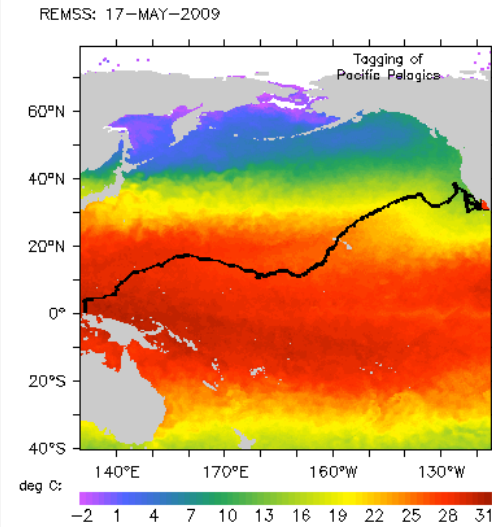 REMSS: 17-MAY-2009
Tagging of
Pacific Pelagics
60°N
40°N
20°N
0°
20°S
40°S
140°E 170°E 160°W 130°W
deg C:
-2 1 4 7 10 13 16 19 22 25 28 31